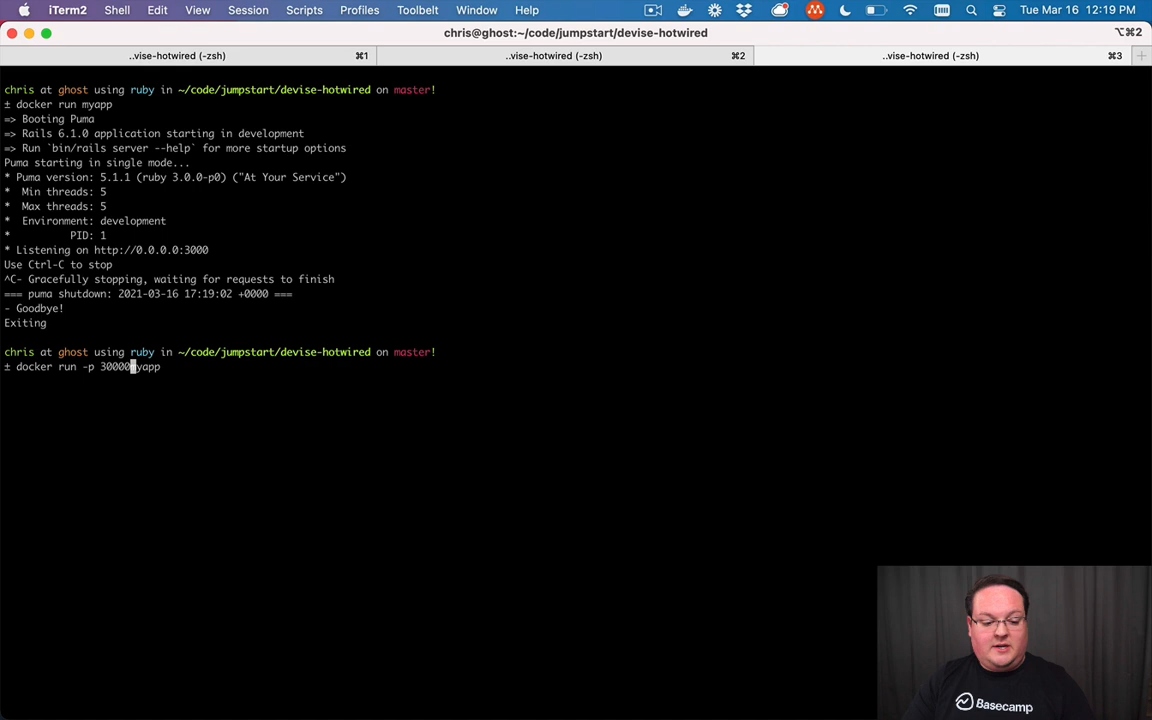 iTerm2 Shell Edit View Session Scripts Profiles Toolbelt Window Help Tue Mar 16 12:19 PM
chris@ghost:~/code/jumpstart/devise-hotwired ⌥⌘2
..vise-hotwired (-zsh) ⌘1 ..vise-hotwired (-zsh) ⌘2 ..vise-hotwired (-zsh) ⌘3
chris at ghost using ruby in ~/code/jumpstart/devise-hotwired on master!
± docker run myapp
=> Booting Puma
=> Rails 6.1.0 application starting in development
=> Run `bin/rails server --help` for more startup options
Puma starting in single mode...
* Puma version: 5.1.1 (ruby 3.0.0-p0) ("At Your Service")
*  Min threads: 5
*  Max threads: 5
*  Environment: development
*          PID: 1
* Listening on http://0.0.0.0:3000
Use Ctrl-C to stop
^C- Gracefully stopping, waiting for requests to finish
=== puma shutdown: 2021-03-16 17:19:02 +0000 ===
- Goodbye!
Exiting
chris at ghost using ruby in ~/code/jumpstart/devise-hotwired on master!
± docker run -p 30000myapp
Basecamp